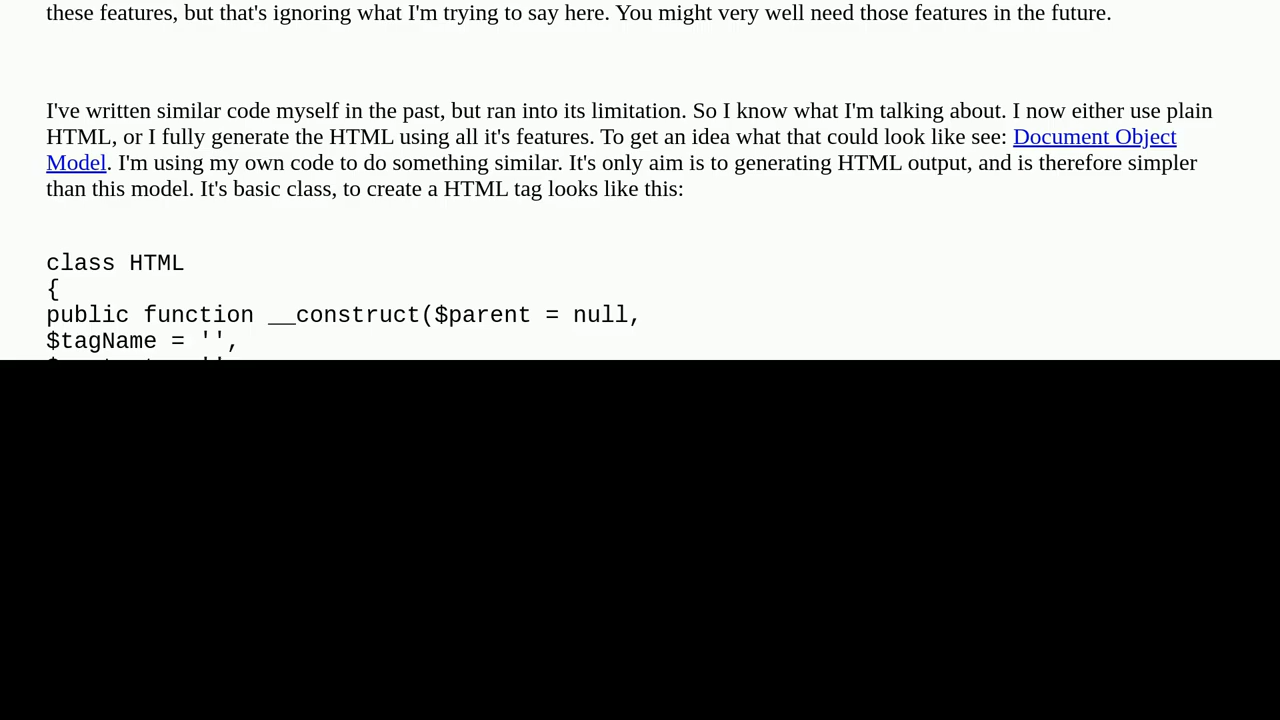 these features, but that's ignoring what I'm trying to say here. You might very well need those features in the future.
I've written similar code myself in the past, but ran into its limitation. So I know what I'm talking about. I now either use plain
HTML, or I fully generate the HTML using all it's features. To get an idea what that could look like see: Document Object
Model. I'm using my own code to do something similar. It's only aim is to generating HTML output, and is therefore simpler
than this model. It's basic class, to create a HTML tag looks like this:
class HTML
{
public function __construct($parent = null,
$tagName = '',